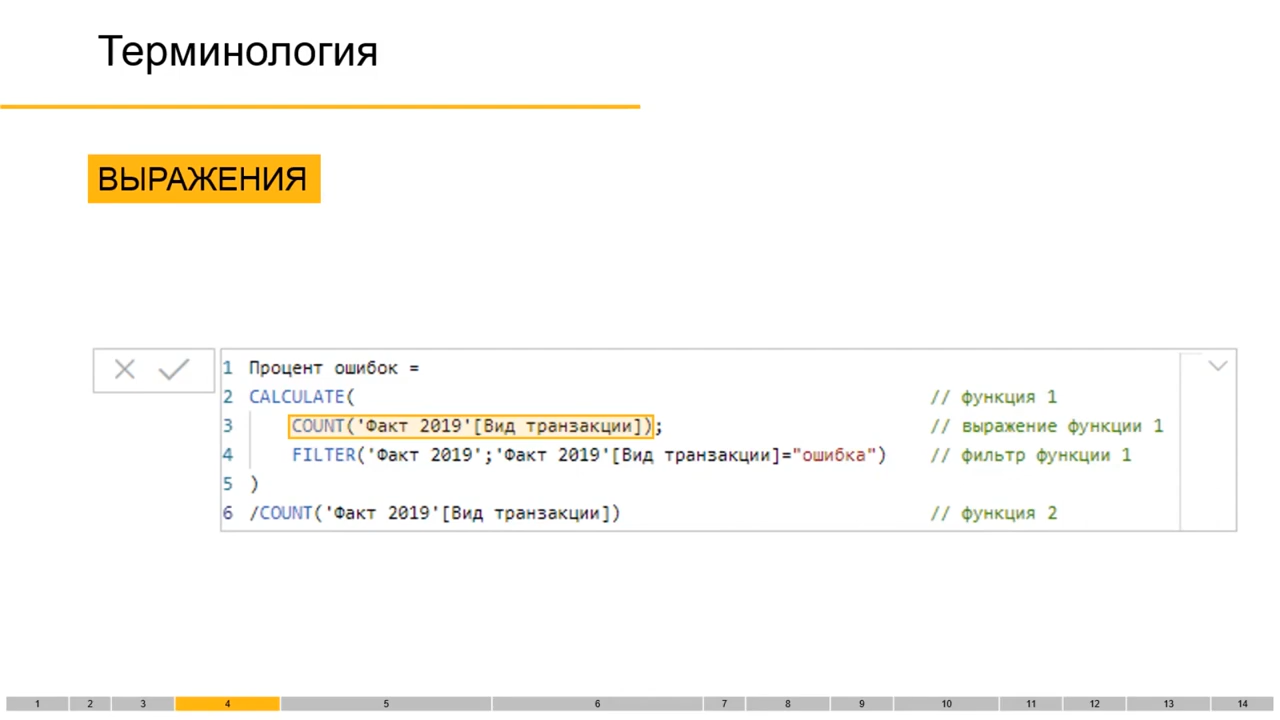 Терминология
ВЫРАЖЕНИЯ
1 Процент ошибок =
2 CALCULATE( // функция 1
3 COUNT('Факт 2019'[Вид транзакции]); // выражение функции 1
4 FILTER('Факт 2019';'Факт 2019'[Вид транзакции]="ошибка") // фильтр функции 1
5 )
6 /COUNT('Факт 2019'[Вид транзакции]) // функция 2
1 2 3 4 5 6 7 8 9 10 11 12 13 14